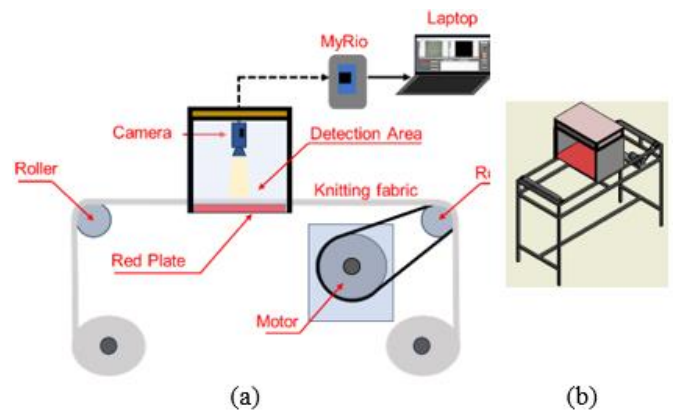 Laptop
MyRio
Camera
Detection Area
Roller
Knitting fabric
Red Plate
Motor
(a)
(b)